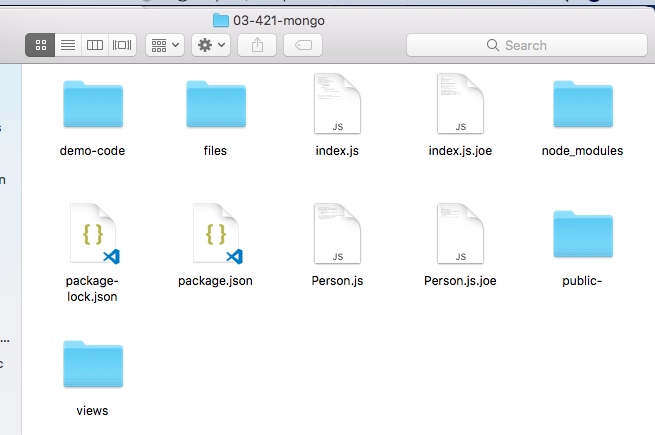 03-421-mongo
Search
demo-code
files
JS
index.js
JS
index.js.joe
node_modules
{ }
package-
lock.json
{ }
package.json
JS
Person.js
JS
Person.js.joe
public-
views